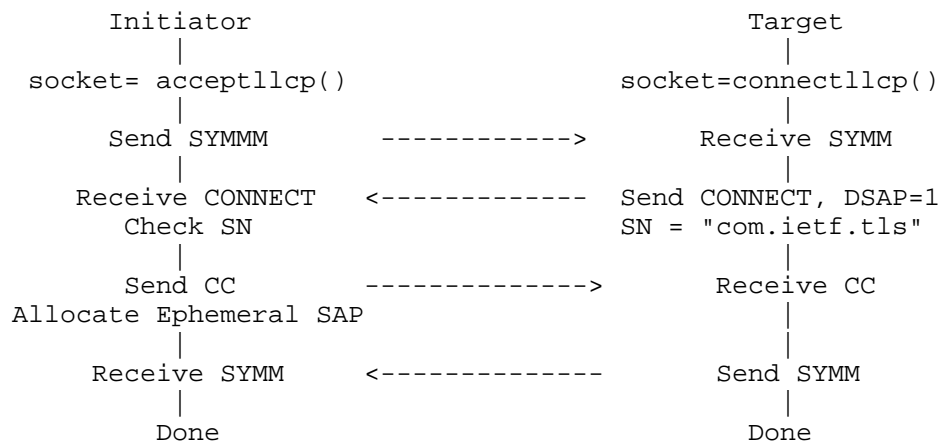 Initiator Target
| |
socket= acceptllcp() socket=connectllcp()
| |
Send SYMMM ------------> Receive SYMM
| |
Receive CONNECT <------------- Send CONNECT, DSAP=1
Check SN SN = "com.ietf.tls"
| |
Send CC --------------> Receive CC
Allocate Ephemeral SAP |
| |
Receive SYMM <-------------- Send SYMM
| |
Done Done